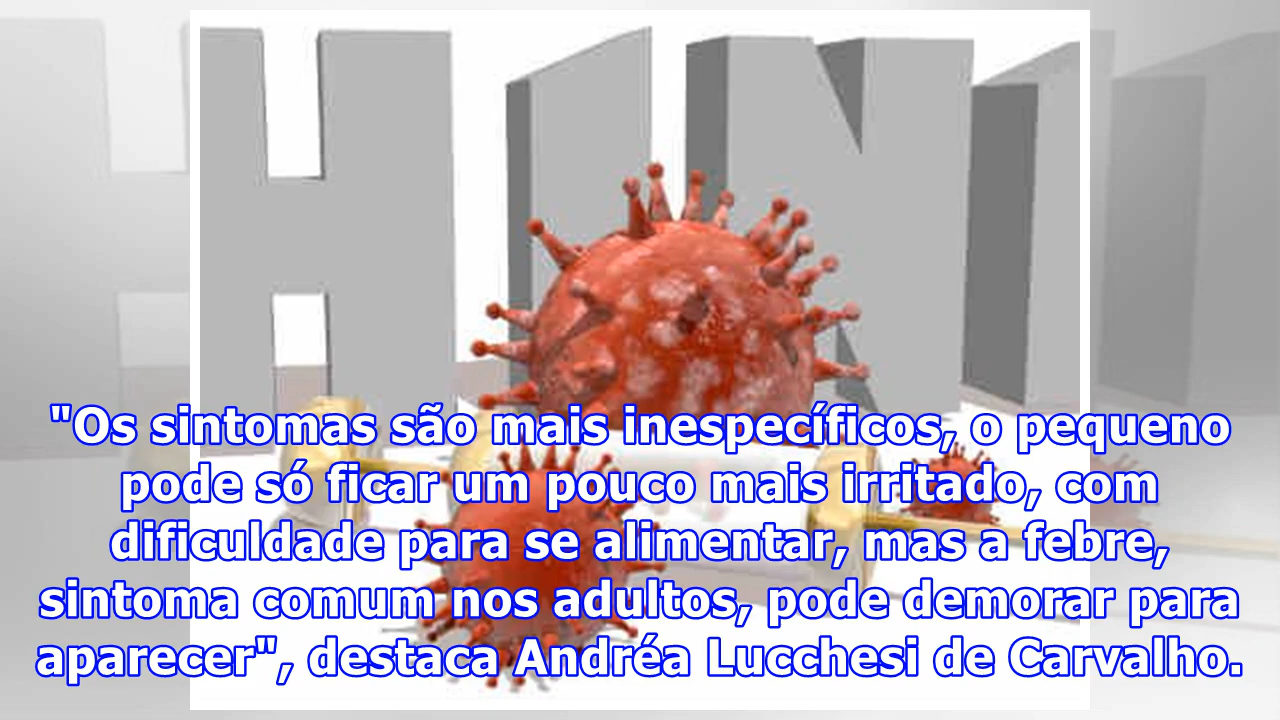 H1N1
"Os sintomas são mais inespecíficos, o pequeno
pode só ficar um pouco mais irritado, com
dificuldade para se alimentar, mas a febre,
sintoma comum nos adultos, pode demorar para
aparecer", destaca Andréa Lucchesi de Carvalho.